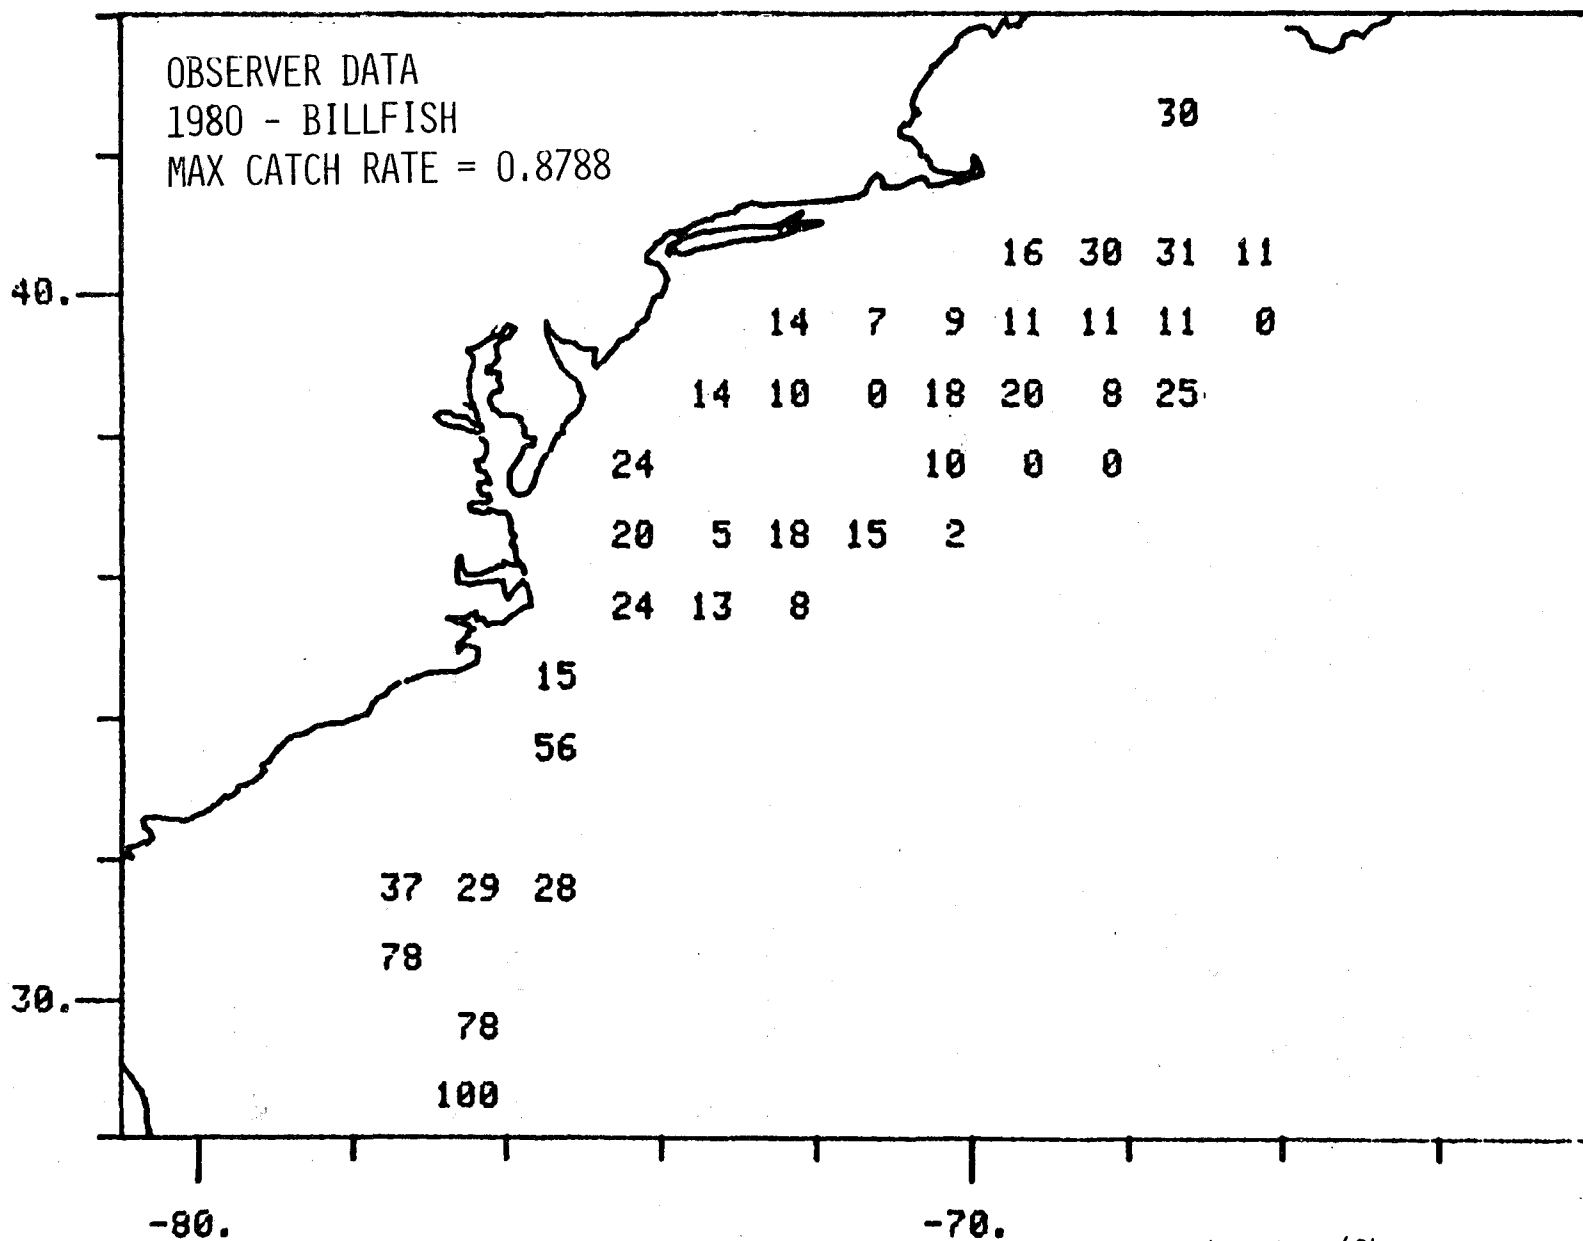 OBSERVER DATA
1980 - BILLFISH
MAX CATCH RATE = 0.8788
30
16 30 31 11
40.
14 7 9 11 11 11 0
14 10 0 18 20 8 25
24 10 0 0
20 5 18 15 2
24 13 8
15
56
37 29 28
78
30.
78
100
-80. -70.